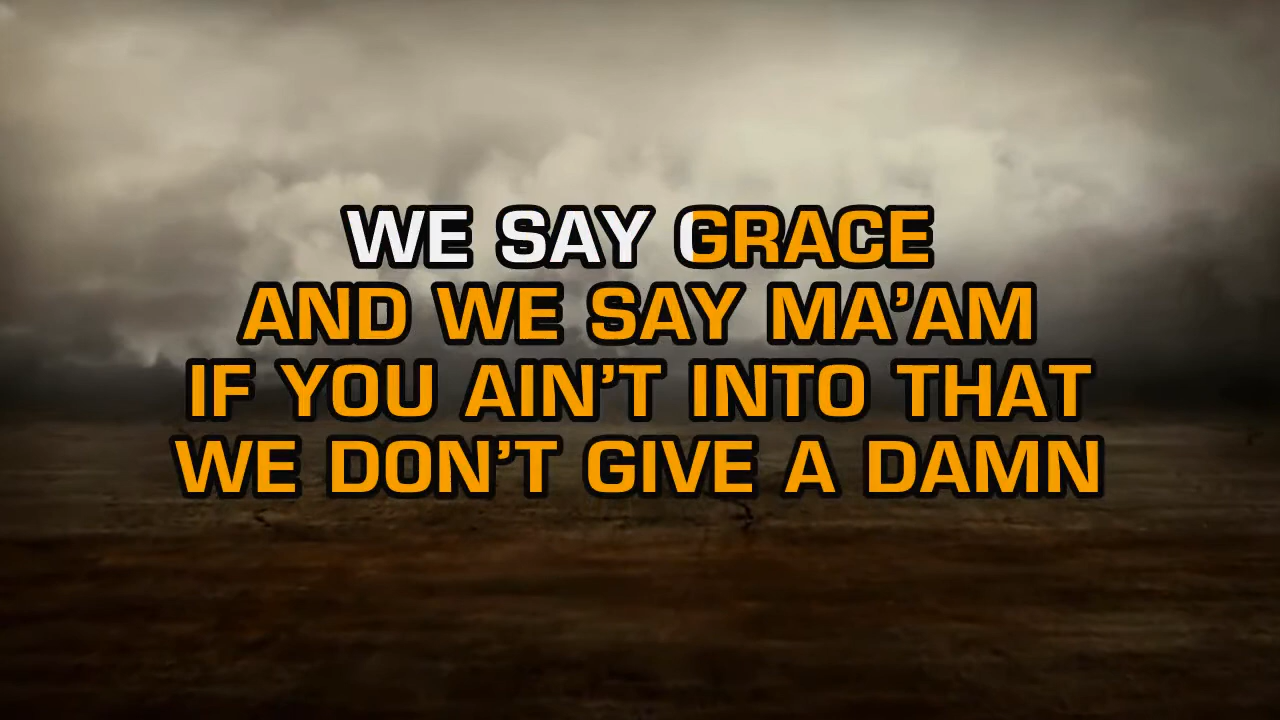 WE SAY GRACE
AND WE SAY MA’AM
IF YOU AIN’T INTO THAT
WE DON’T GIVE A DAMN